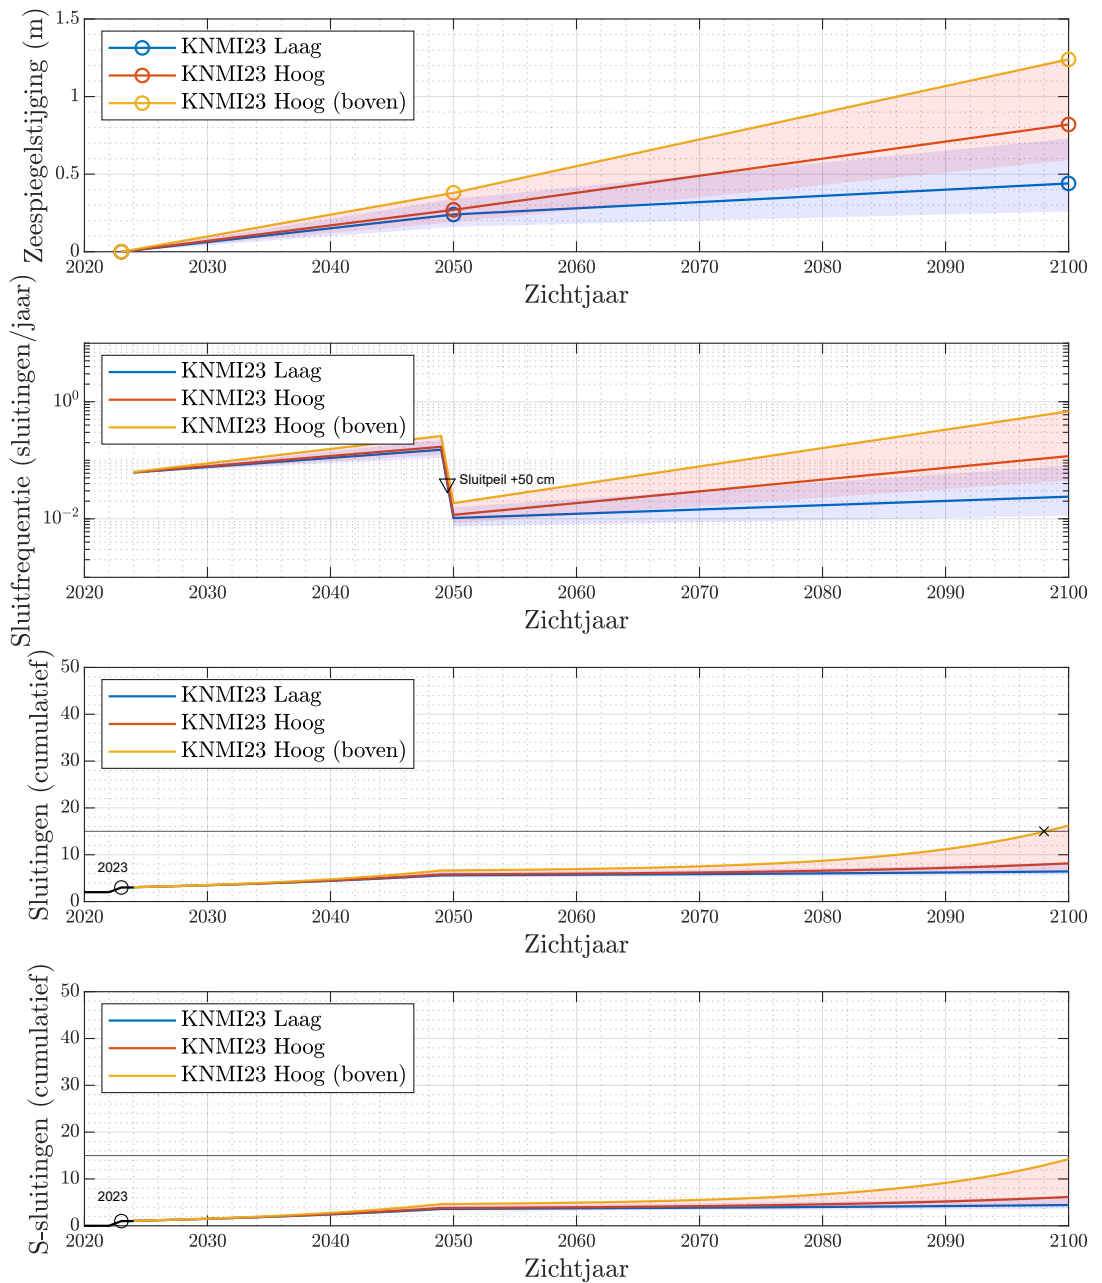 Zeespiegelstijging (m)
1.5
1
0.5
0
KNMI23 Laag
KNMI23 Hoog
KNMI23 Hoog (boven)
2020 2030 2040 2050 2060 2070 2080 2090 2100
Zichtjaar
Sluitfrequentie (sluitingen/jaar)
10^0
10^-2
KNMI23 Laag
KNMI23 Hoog
KNMI23 Hoog (boven)
Sluitpeil +50 cm
2020 2030 2040 2050 2060 2070 2080 2090 2100
Zichtjaar
Sluitingen (cumulatief)
50
40
30
20
10
0
KNMI23 Laag
KNMI23 Hoog
KNMI23 Hoog (boven)
2023
2020 2030 2040 2050 2060 2070 2080 2090 2100
Zichtjaar
S-sluitingen (cumulatief)
50
40
30
20
10
0
KNMI23 Laag
KNMI23 Hoog
KNMI23 Hoog (boven)
2023
2020 2030 2040 2050 2060 2070 2080 2090 2100
Zichtjaar